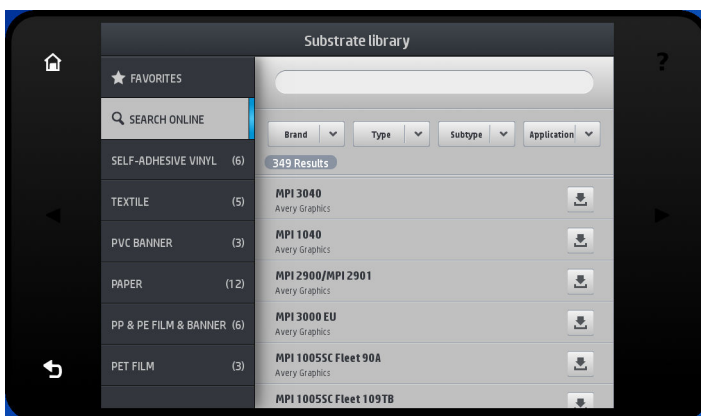 Substrate library
?
FAVORITES
SEARCH ONLINE
SELF-ADHESIVE VINYL (6)
TEXTILE (5)
PVC BANNER (3)
PAPER (12)
PP & PE FILM & BANNER (6)
PET FILM (3)
Brand Type Subtype Application
349 Results
MPI 3040
Avery Graphics
MPI 1040
Avery Graphics
MPI 2900/MPI 2901
Avery Graphics
MPI 3000 EU
Avery Graphics
MPI 1005SC Fleet 90A
Avery Graphics
MPI 1005SC Fleet 109TB